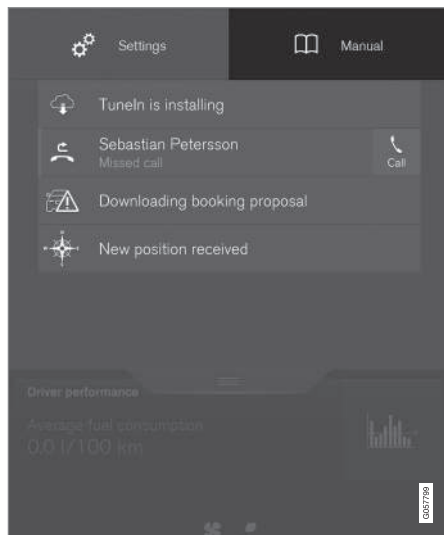 Settings
Manual
TuneIn is installing
Sebastian Petersson
Missed call
Call
Downloading booking proposal
New position received
Driver performance
Average fuel consumption
0.0 l/100 km
G057799